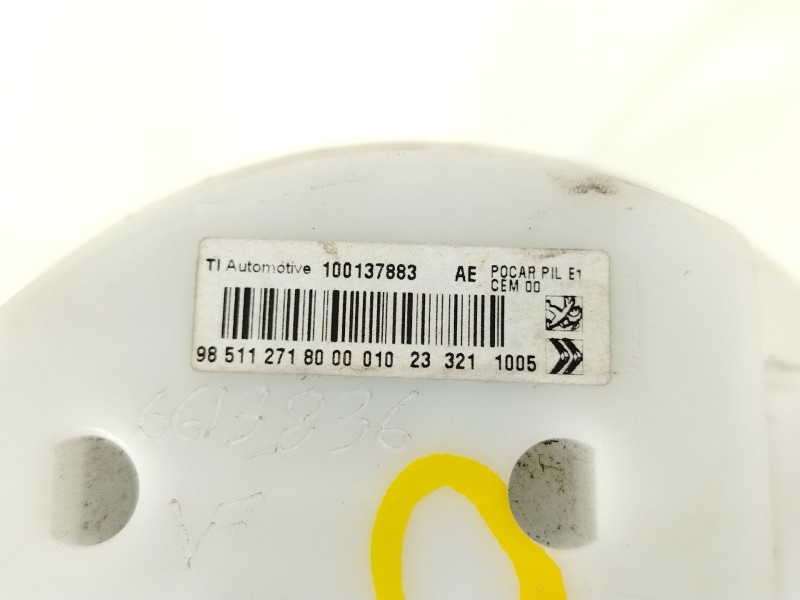 TI Automotive 100137883 AE POCAR PIL E1
CEM 00
98 511 271 80 00 010 23 321 1005
6613836
VF